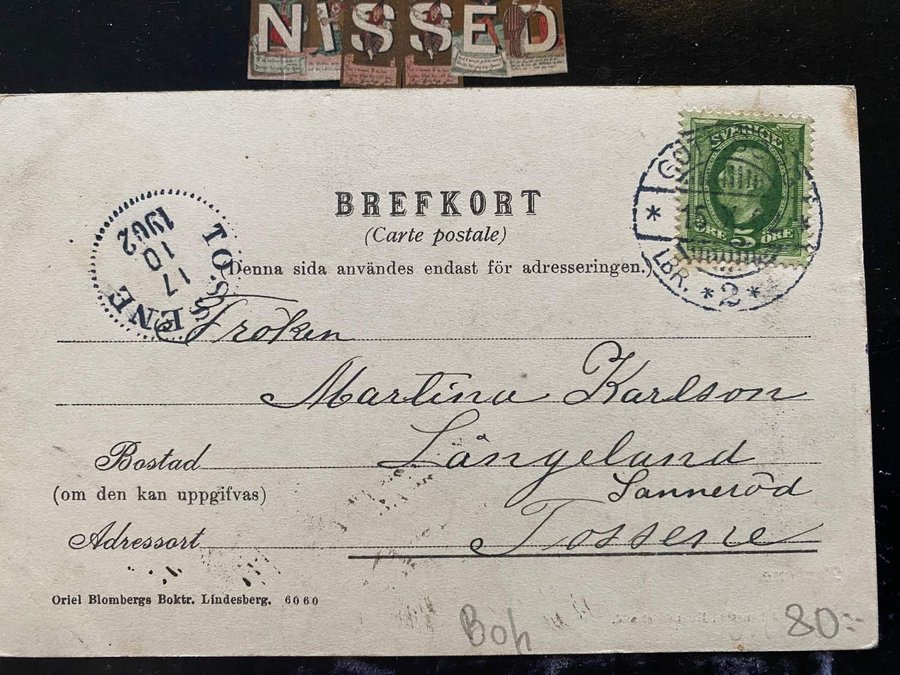 NISSED
BREFKORT
(Carte postale)
(Denna sida användes endast för adresseringen.)
SVERIGE
5 ÖRE 5 ÖRE
LBR. *2*
TOSSENE
17
10
1902
Fröken
Martina Karlson
Bostad Långelund
(om den kan uppgifvas) Sanneröd
Adressort Tossene
Oriel Blombergs Boktr. Lindesberg. 6060
Boh 80:-